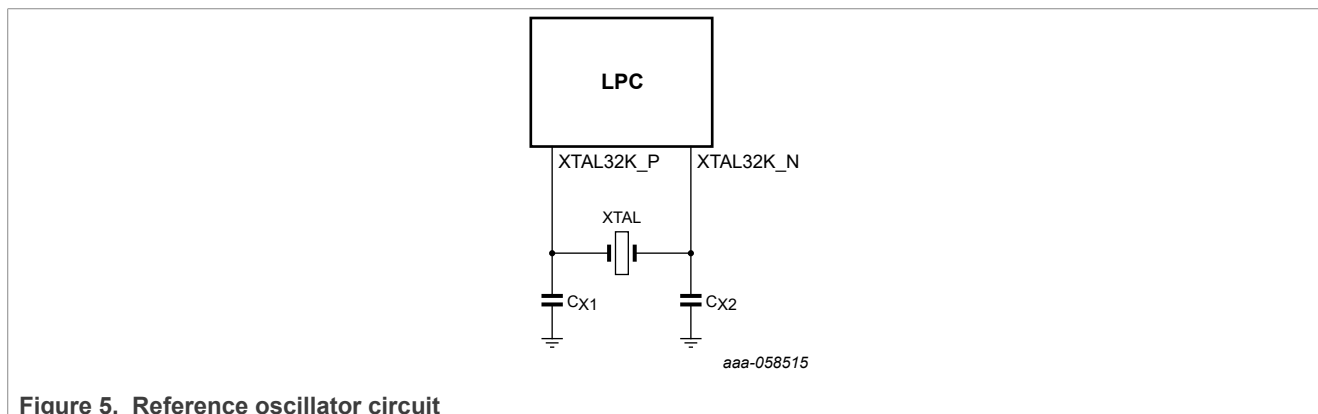 LPC
XTAL32K_P XTAL32K_N
XTAL
CX1 CX2
aaa-058515
Figure 5. Reference oscillator circuit